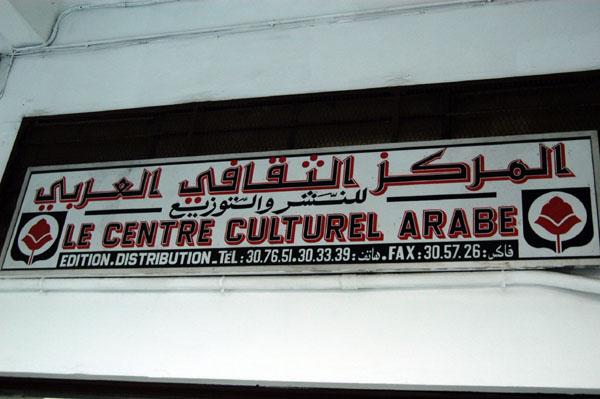 المركز الثقافي العربي
للنشر والتوزيع
LE CENTRE CULTUREL ARABE
EDITION.DISTRIBUTION.TEL: 30.76.51.30.33.39 :هاتف. FAX: 30.57.26 :فاكس